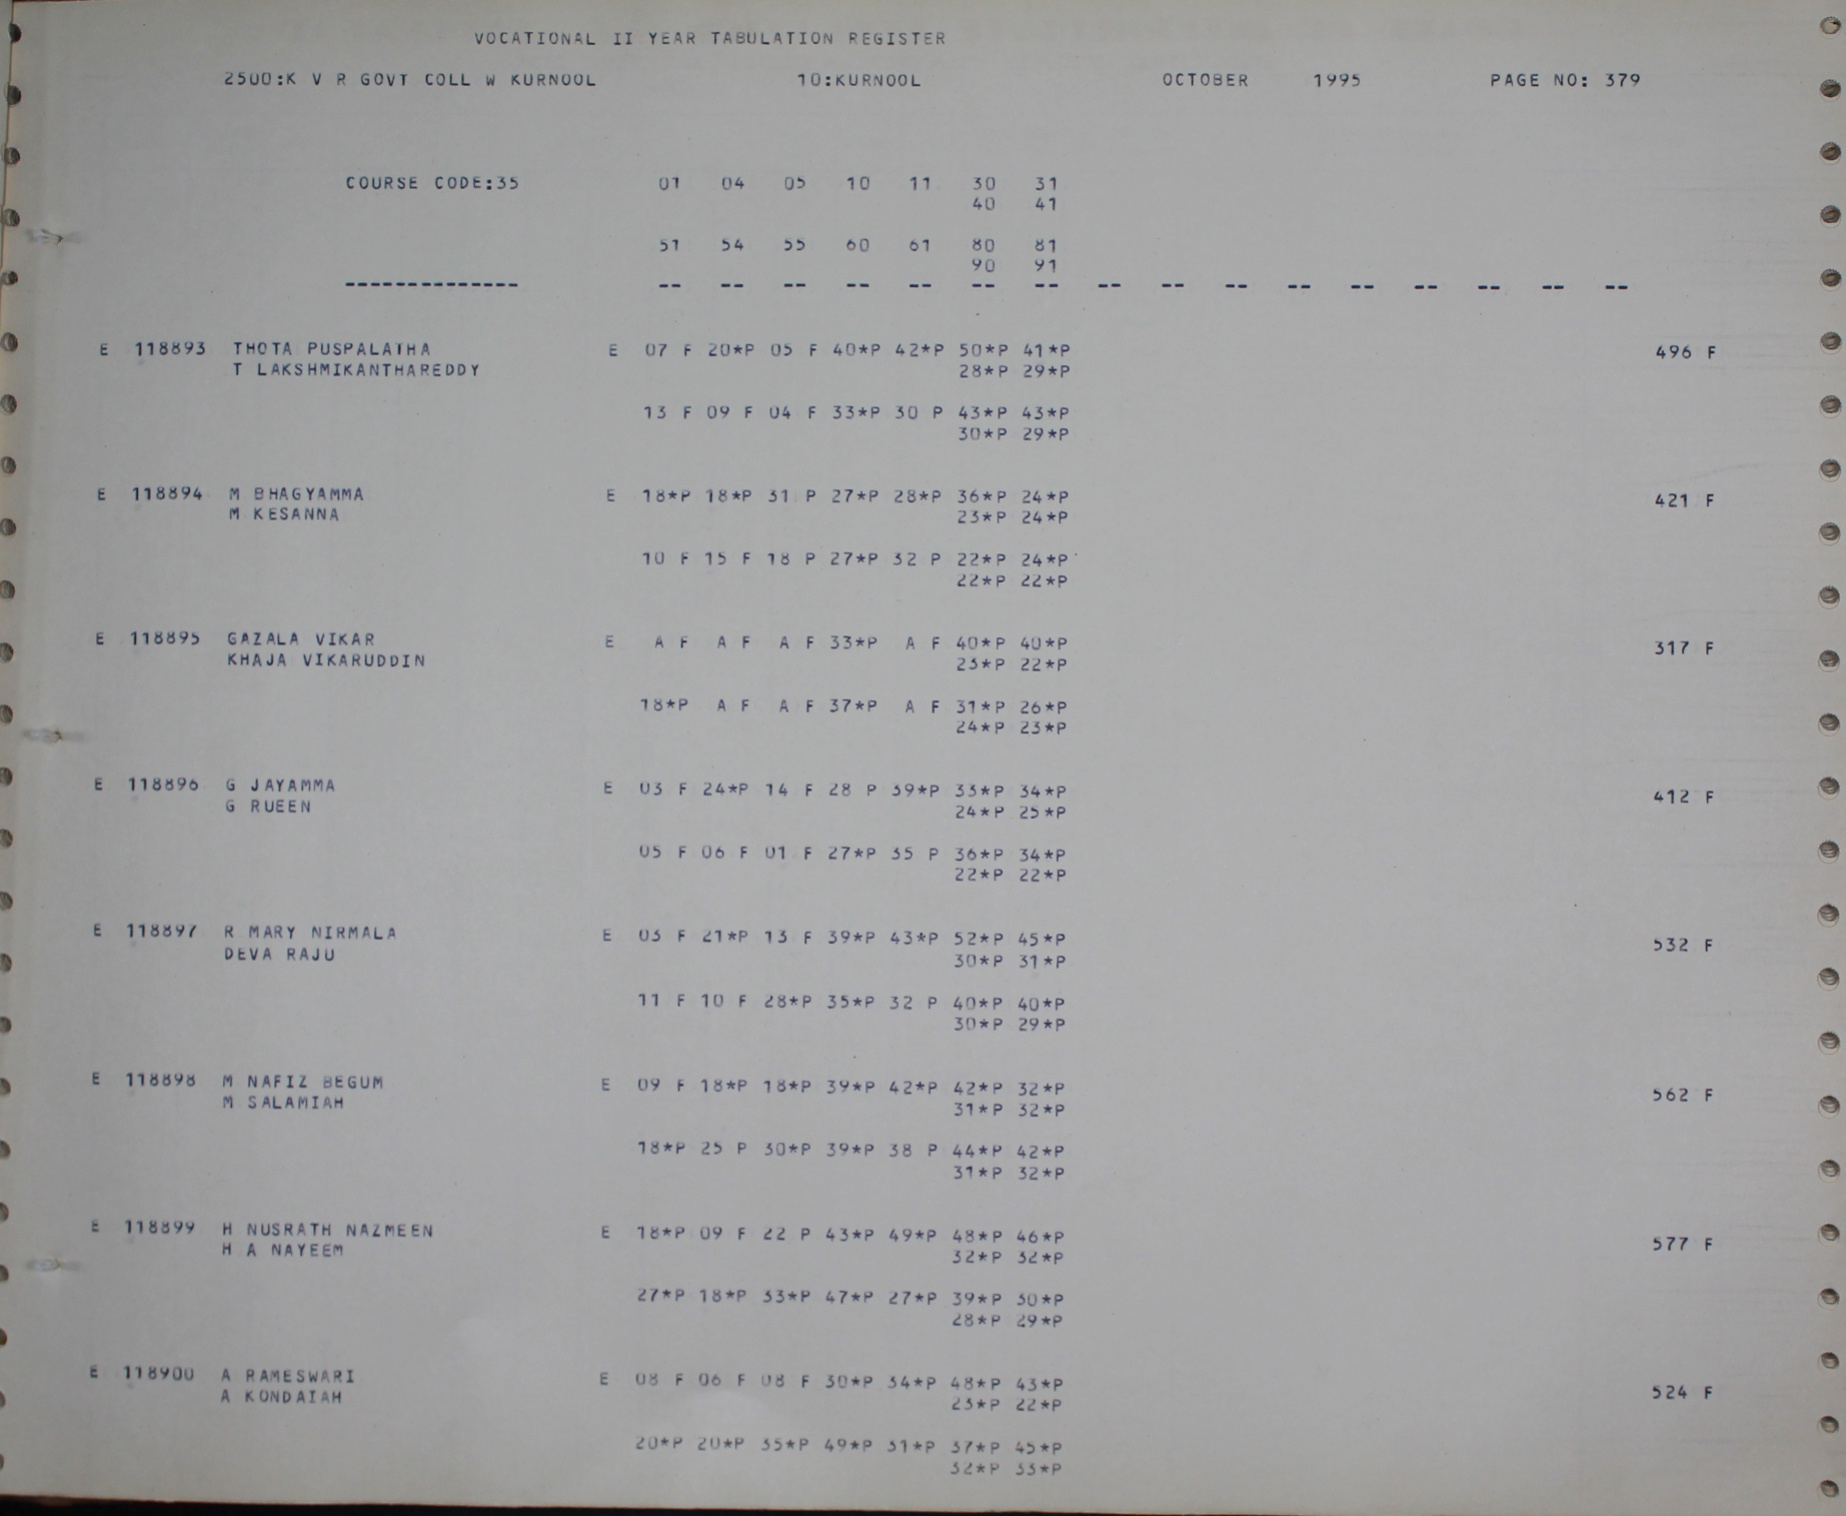 VOCATIONAL II YEAR TABULATION REGISTER
2500:K V R GOVT COLL W KURNOOL 10:KURNOOL OCTOBER 1995 PAGE NO: 379
COURSE CODE:35 01 04 05 10 11 30 31
40 41
51 54 55 60 61 80 81
90 91
-------------- -- -- -- -- -- -- -- -- -- -- -- -- -- -- -- --
E 118893 THOTA PUSPALATHA E 07 F 20*P 05 F 40*P 42*P 50*P 41*P 496 F
T LAKSHMIKANTHAREDDY 28*P 29*P
13 F 09 F 04 F 33*P 30 P 43*P 43*P
30*P 29*P
E 118894 M BHAGYAMMA E 18*P 18*P 31 P 27*P 28*P 36*P 24*P 421 F
M KESANNA 23*P 24*P
10 F 15 F 18 P 27*P 32 P 22*P 24*P
22*P 22*P
E 118895 GAZALA VIKAR E A F A F A F 33*P A F 40*P 40*P 317 F
KHAJA VIKARUDDIN 23*P 22*P
18*P A F A F 37*P A F 31*P 26*P
24*P 23*P
E 118896 G JAYAMMA E 03 F 24*P 14 F 28 P 39*P 33*P 34*P 412 F
G RUEEN 24*P 25*P
05 F 06 F 01 F 27*P 35 P 36*P 34*P
22*P 22*P
E 118897 R MARY NIRMALA E 03 F 21*P 13 F 39*P 43*P 52*P 45*P 532 F
DEVA RAJU 30*P 31*P
11 F 10 F 28*P 35*P 32 P 40*P 40*P
30*P 29*P
E 118898 M NAFIZ BEGUM E 09 F 18*P 18*P 39*P 42*P 42*P 32*P 562 F
M SALAMIAH 31*P 32*P
18*P 25 P 30*P 39*P 38 P 44*P 42*P
31*P 32*P
E 118899 H NUSRATH NAZMEEN E 18*P 09 F 22 P 43*P 49*P 48*P 46*P 577 F
H A NAYEEM 32*P 32*P
27*P 18*P 33*P 47*P 27*P 39*P 30*P
28*P 29*P
E 118900 A RAMESWARI E 08 F 06 F 08 F 30*P 34*P 48*P 43*P 524 F
A KONDAIAH 23*P 22*P
20*P 20*P 35*P 49*P 31*P 37*P 45*P
32*P 33*P